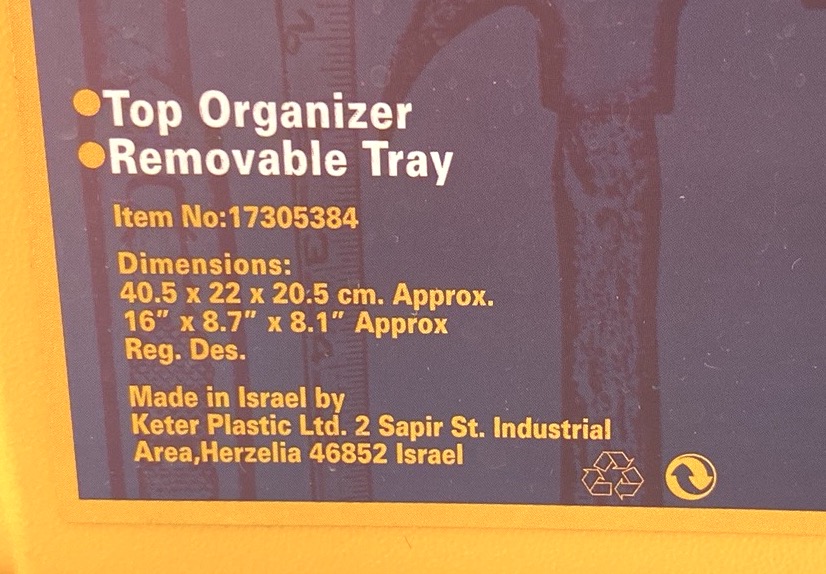 Top Organizer
Removable Tray
Item No:17305384
Dimensions:
40.5 x 22 x 20.5 cm. Approx.
16” x 8.7” x 8.1” Approx
Reg. Des.
Made in Israel by
Keter Plastic Ltd. 2 Sapir St. Industrial
Area,Herzelia 46852 Israel